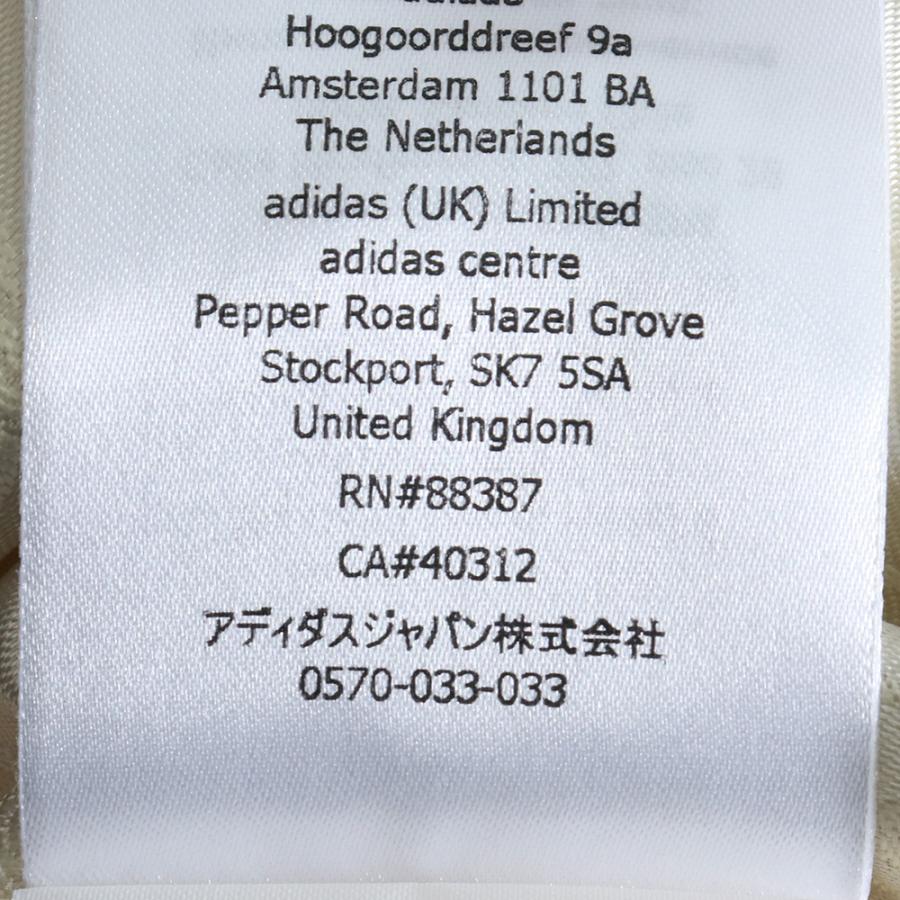 Hoogoorddreef 9a
Amsterdam 1101 BA
The Netherlands
adidas (UK) Limited
adidas centre
Pepper Road, Hazel Grove
Stockport, SK7 5SA
United Kingdom
RN#88387
CA#40312
アディダスジャパン株式会社
0570-033-033